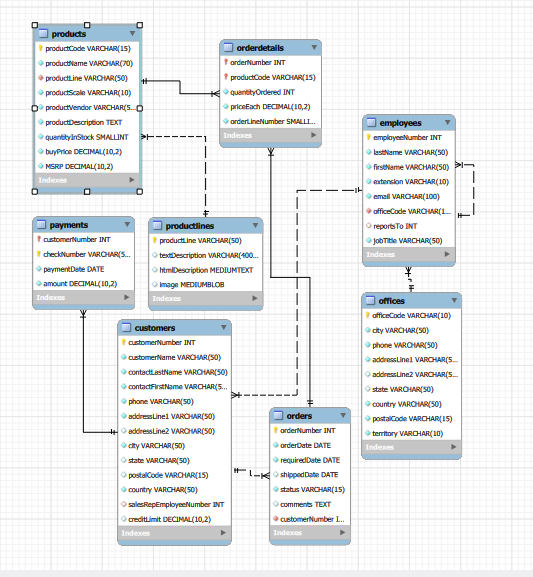 products
productCode VARCHAR(15)
productName VARCHAR(70)
productLine VARCHAR(50)
productScale VARCHAR(10)
productVendor VARCHAR(5...
productDescription TEXT
quantityInStock SMALLINT
buyPrice DECIMAL(10,2)
MSRP DECIMAL(10,2)
Indexes
orderdetails
orderNumber INT
productCode VARCHAR(15)
quantityOrdered INT
priceEach DECIMAL(10,2)
orderLineNumber SMALLI...
Indexes
employees
employeeNumber INT
lastName VARCHAR(50)
firstName VARCHAR(50)
extension VARCHAR(10)
email VARCHAR(100)
officeCode VARCHAR(1...
reportsTo INT
jobTitle VARCHAR(50)
Indexes
payments
customerNumber INT
checkNumber VARCHAR(5...
paymentDate DATE
amount DECIMAL(10,2)
Indexes
productlines
productLine VARCHAR(50)
textDescription VARCHAR(400...
htmlDescription MEDIUMTEXT
image MEDIUMBLOB
Indexes
offices
officeCode VARCHAR(10)
city VARCHAR(50)
phone VARCHAR(50)
addressLine1 VARCHAR(5...
addressLine2 VARCHAR(5...
state VARCHAR(50)
country VARCHAR(50)
postalCode VARCHAR(15)
territory VARCHAR(10)
Indexes
customers
customerNumber INT
customerName VARCHAR(50)
contactLastName VARCHAR(50)
contactFirstName VARCHAR(5...
phone VARCHAR(50)
addressLine1 VARCHAR(50)
addressLine2 VARCHAR(50)
city VARCHAR(50)
state VARCHAR(50)
postalCode VARCHAR(15)
country VARCHAR(50)
salesRepEmployeeNumber INT
creditLimit DECIMAL(10,2)
Indexes
orders
orderNumber INT
orderDate DATE
requiredDate DATE
shippedDate DATE
status VARCHAR(15)
comments TEXT
customerNumber I...
Indexes